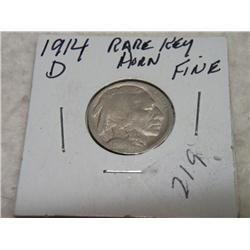 1914 RARE KEY
D HORN FINE
219.